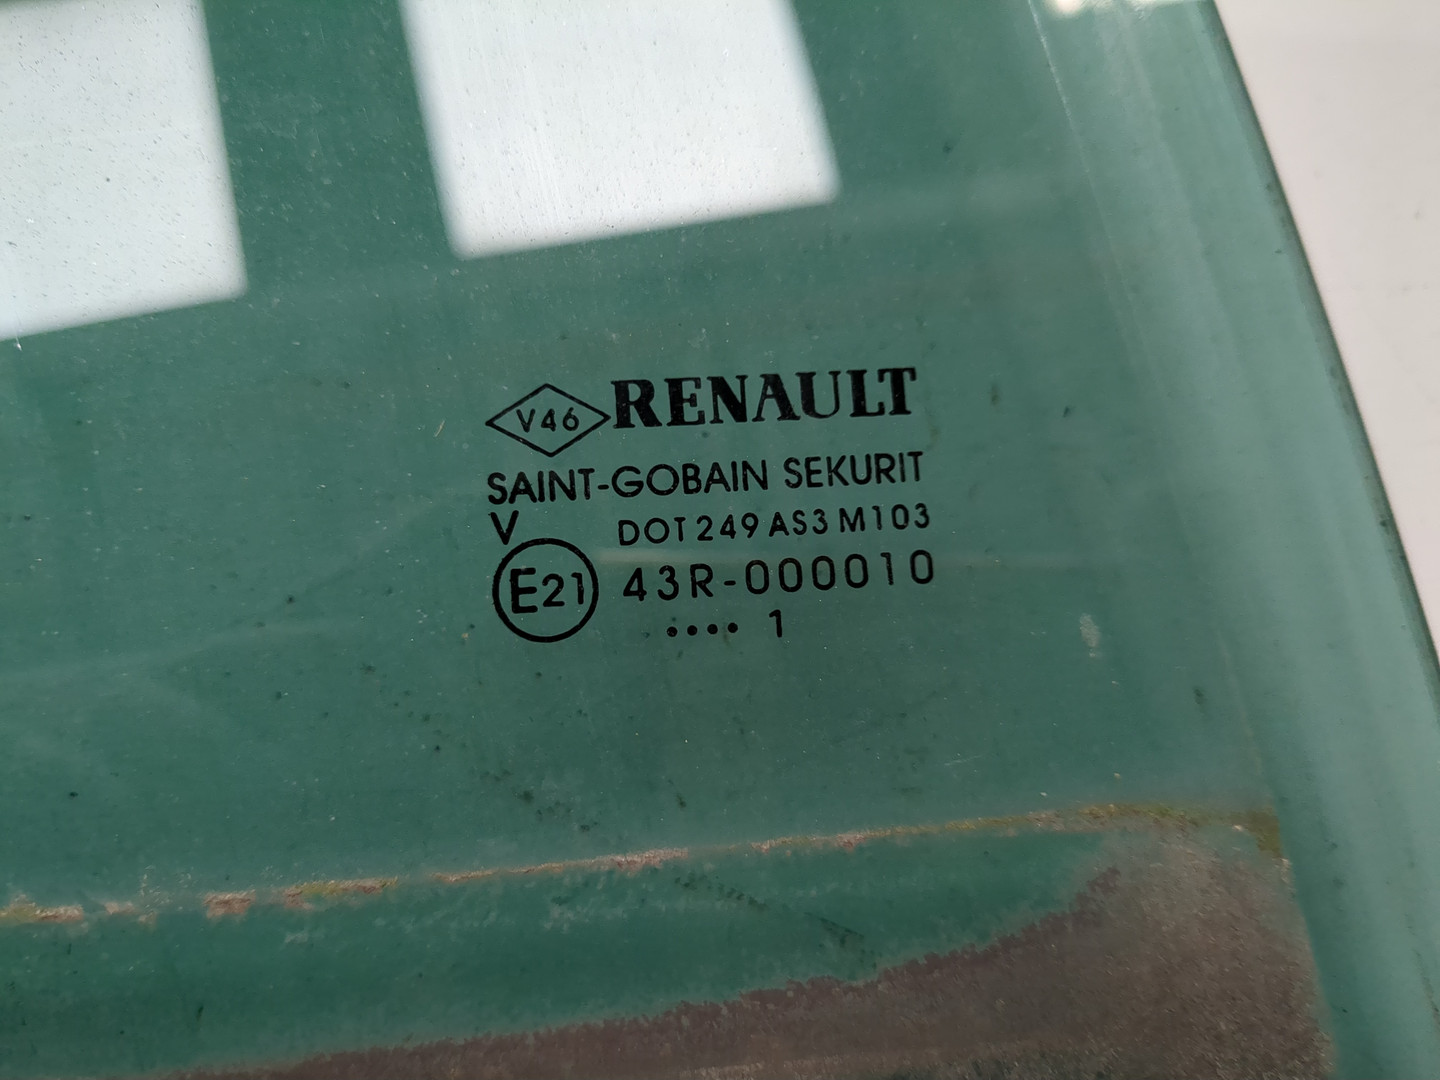 V46 RENAULT
SAINT-GOBAIN SEKURIT
V DOT 249 AS3 M103
E21 43R-000010
•••• 1